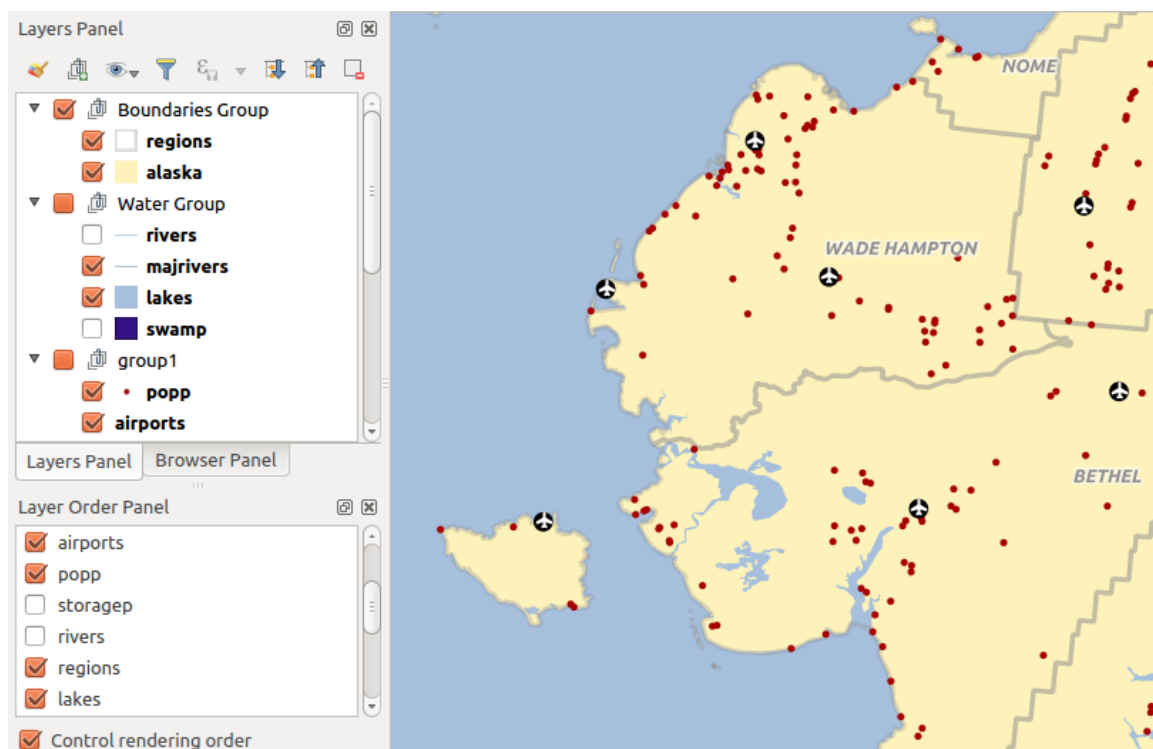 Layers Panel
Boundaries Group
regions
alaska
Water Group
rivers
majrivers
lakes
swamp
group1
popp
airports
Layers Panel
Browser Panel
Layer Order Panel
airports
popp
storagep
rivers
regions
lakes
Control rendering order
NOME
WADE HAMPTON
BETHEL